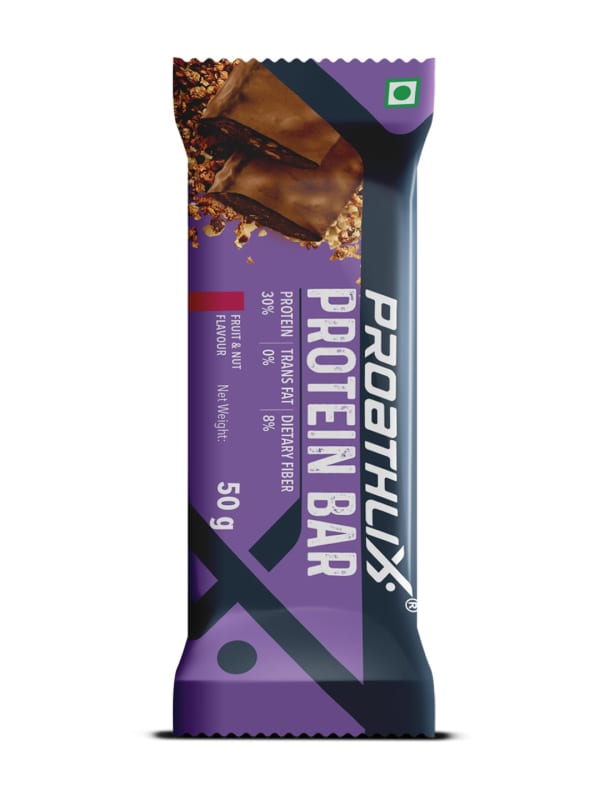 PROATHLIX®
PROTEIN BAR
PROTEIN | TRANS FAT | DIETARY FIBER
30% | 0% | 8%
FRUIT & NUT
FLAVOUR
Net Weight: 50 g